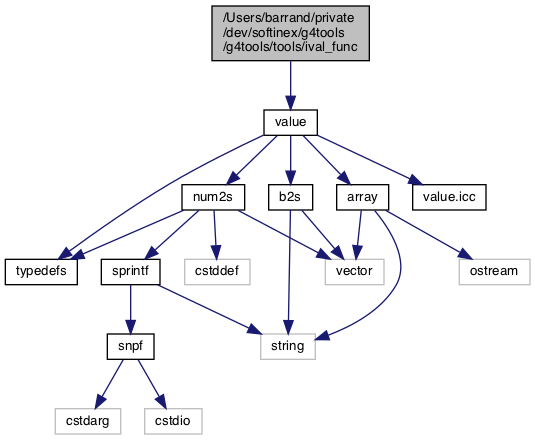 /Users/barrand/private
/dev/softinex/g4tools
/g4tools/tools/ival_func
value
num2s
b2s
array
value.icc
typedefs
sprintf
cstddef
vector
ostream
snpf
string
cstdarg
cstdio